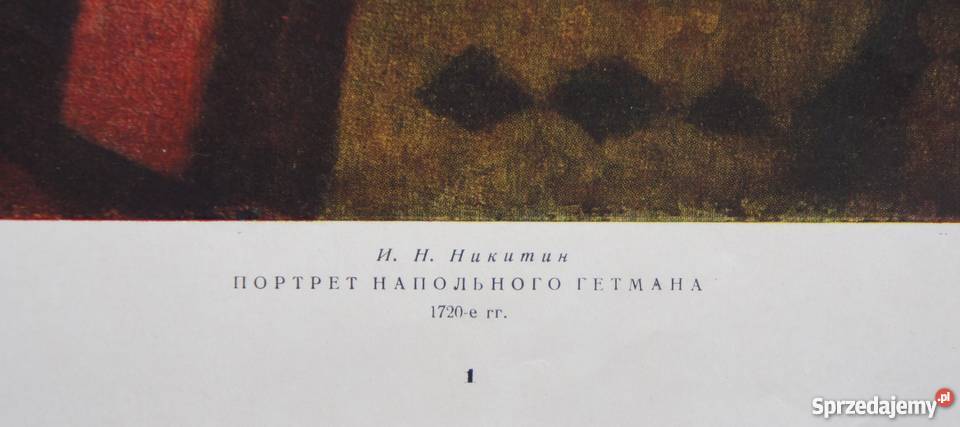 И. Н. Никитин
ПОРТРЕТ НАПОЛЬНОГО ГЕТМАНА
1720-е гг.
1
Sprzedajemy.pl